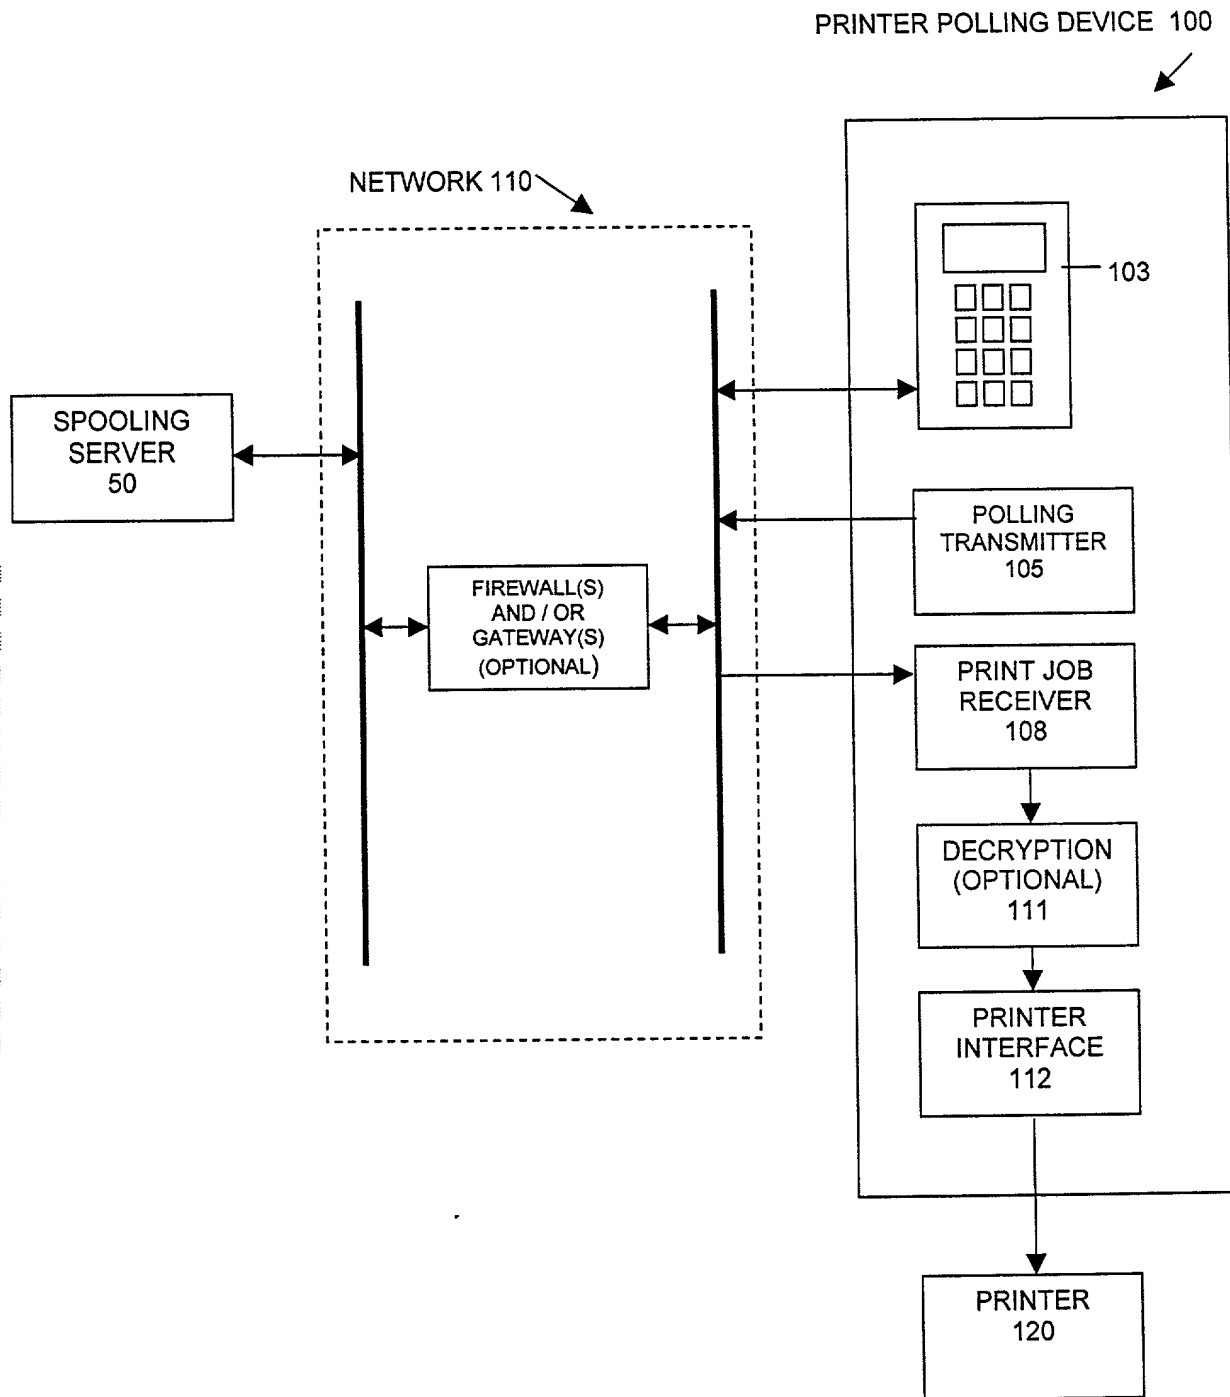 PRINTER POLLING DEVICE 100
NETWORK 110
103
SPOOLING
SERVER
50
POLLING
TRANSMITTER
105
FIREWALL(S)
AND / OR
GATEWAY(S)
(OPTIONAL)
PRINT JOB
RECEIVER
108
DECRYPTION
(OPTIONAL)
111
PRINTER
INTERFACE
112
PRINTER
120